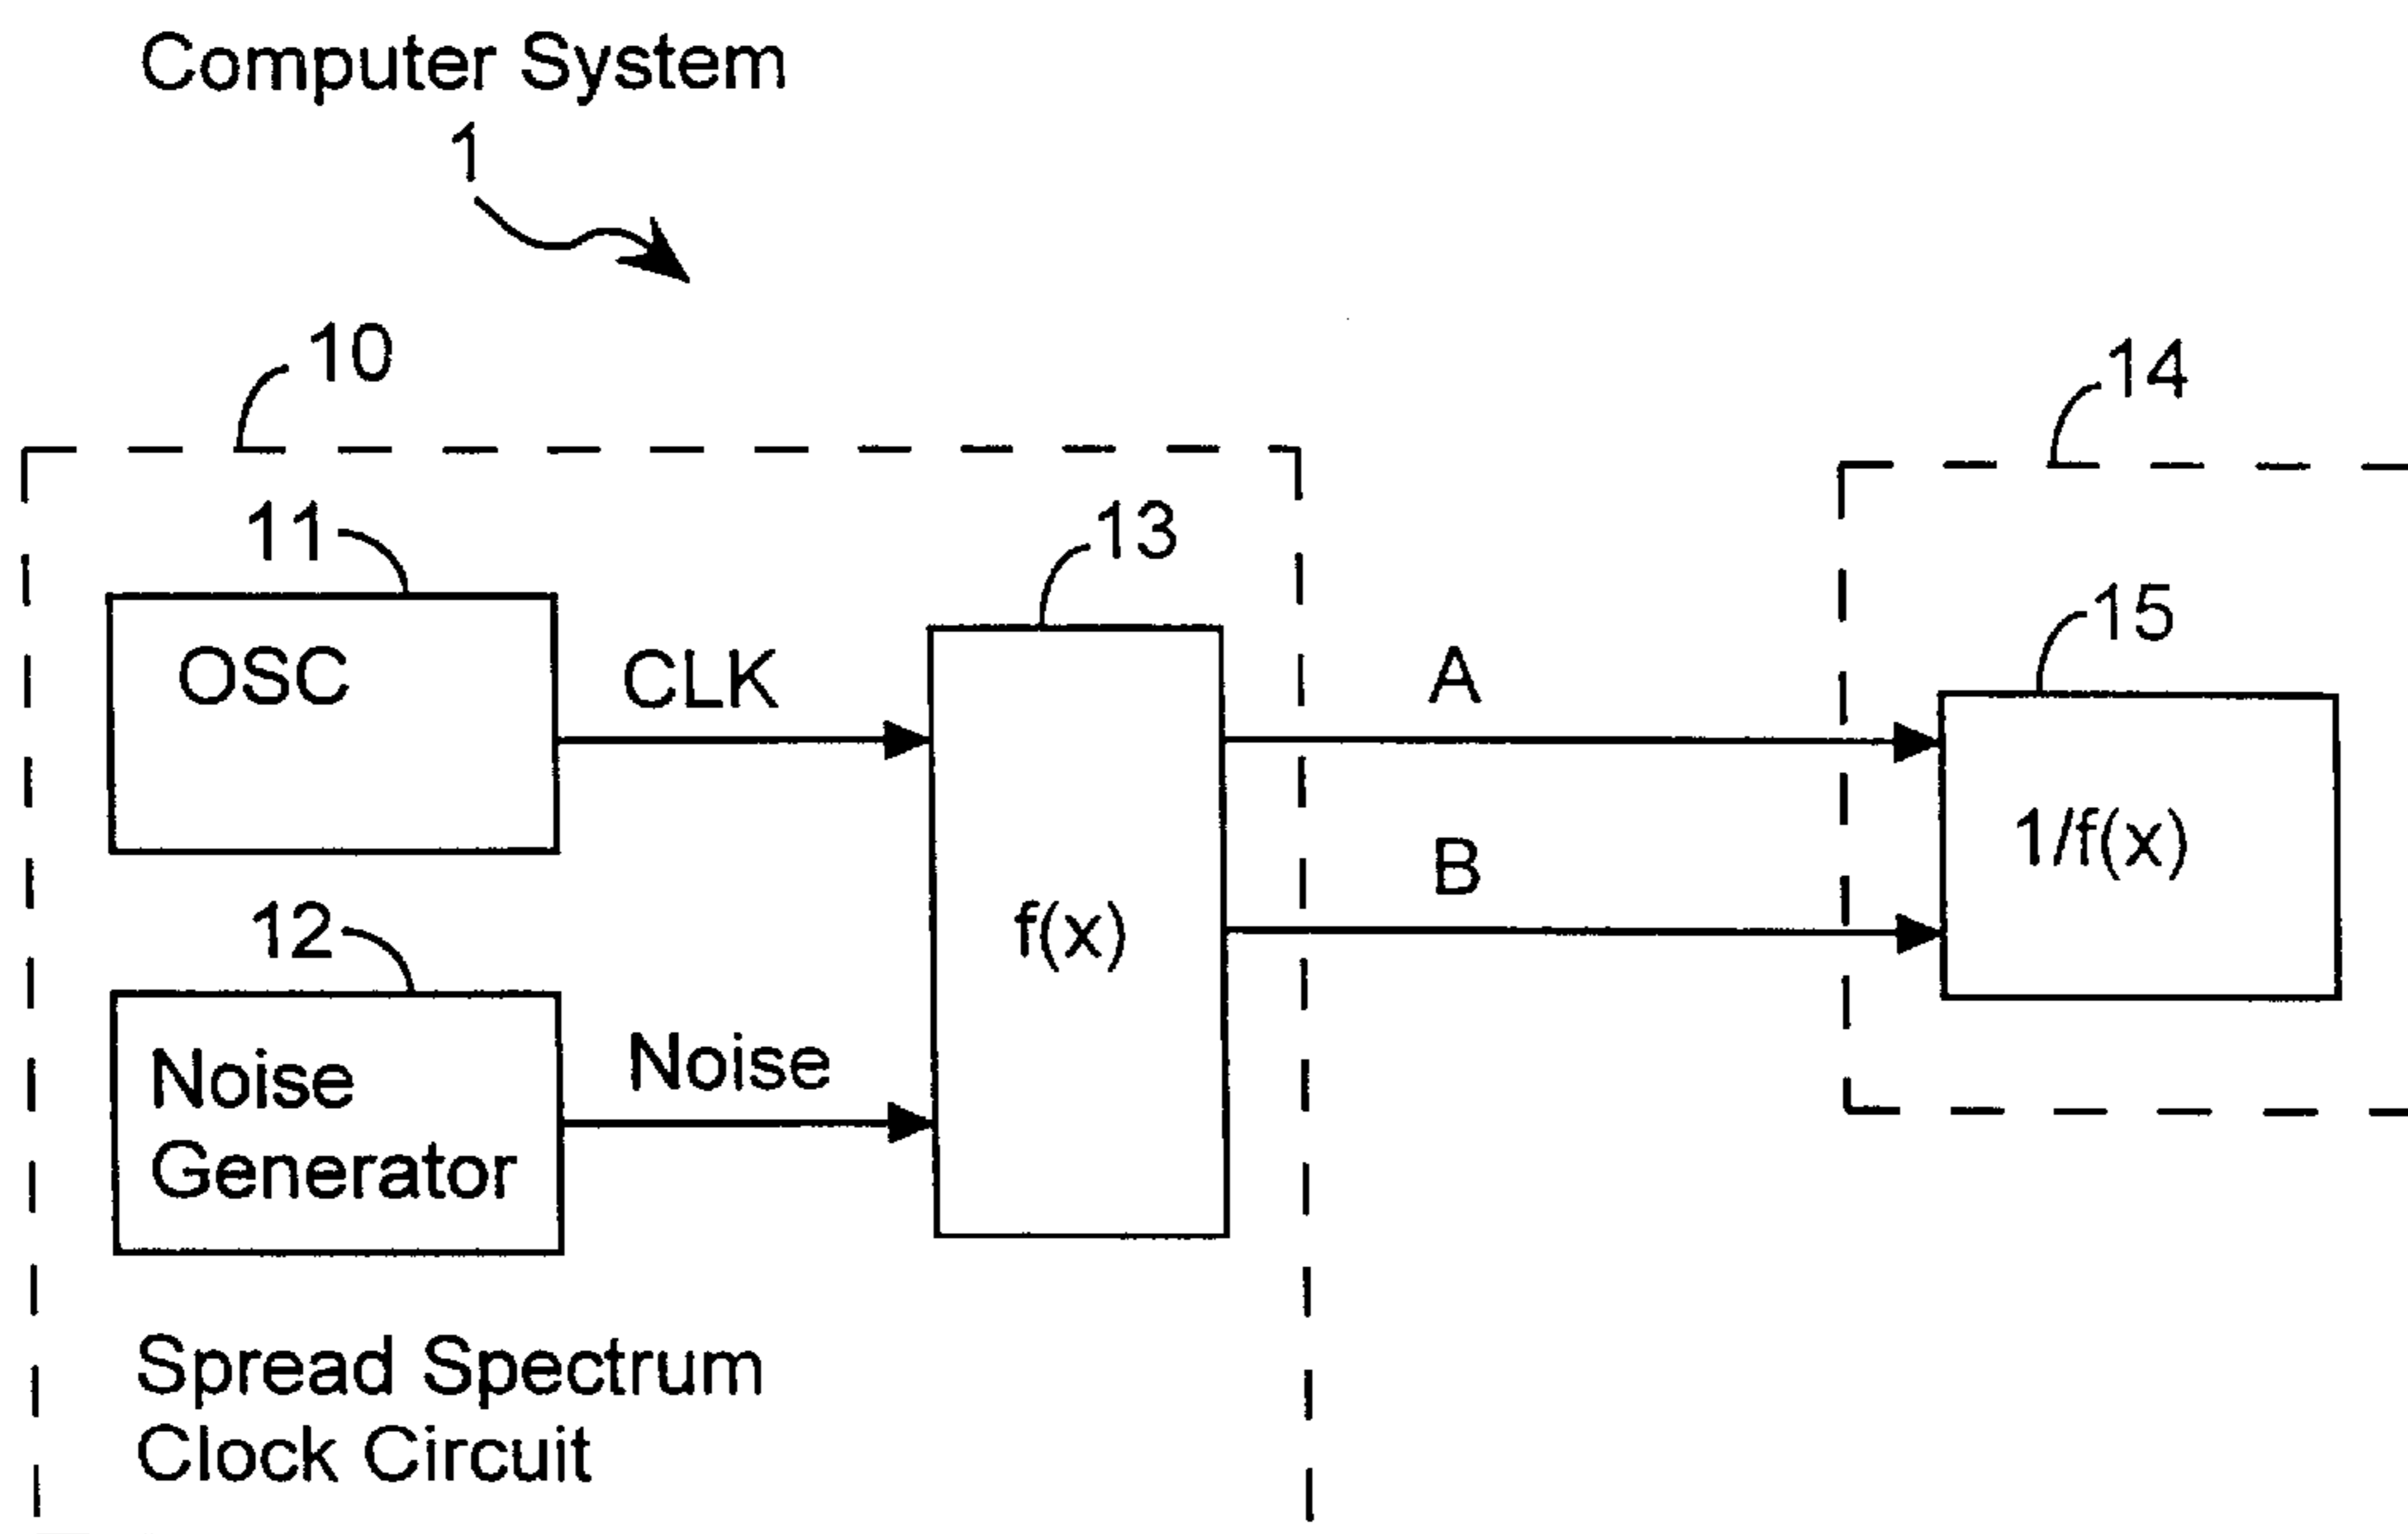 Computer System
1
10
14
11
13
15
OSC
CLK
A
1/f(x)
B
12
f(x)
Noise
Noise
Generator
Spread Spectrum
Clock Circuit